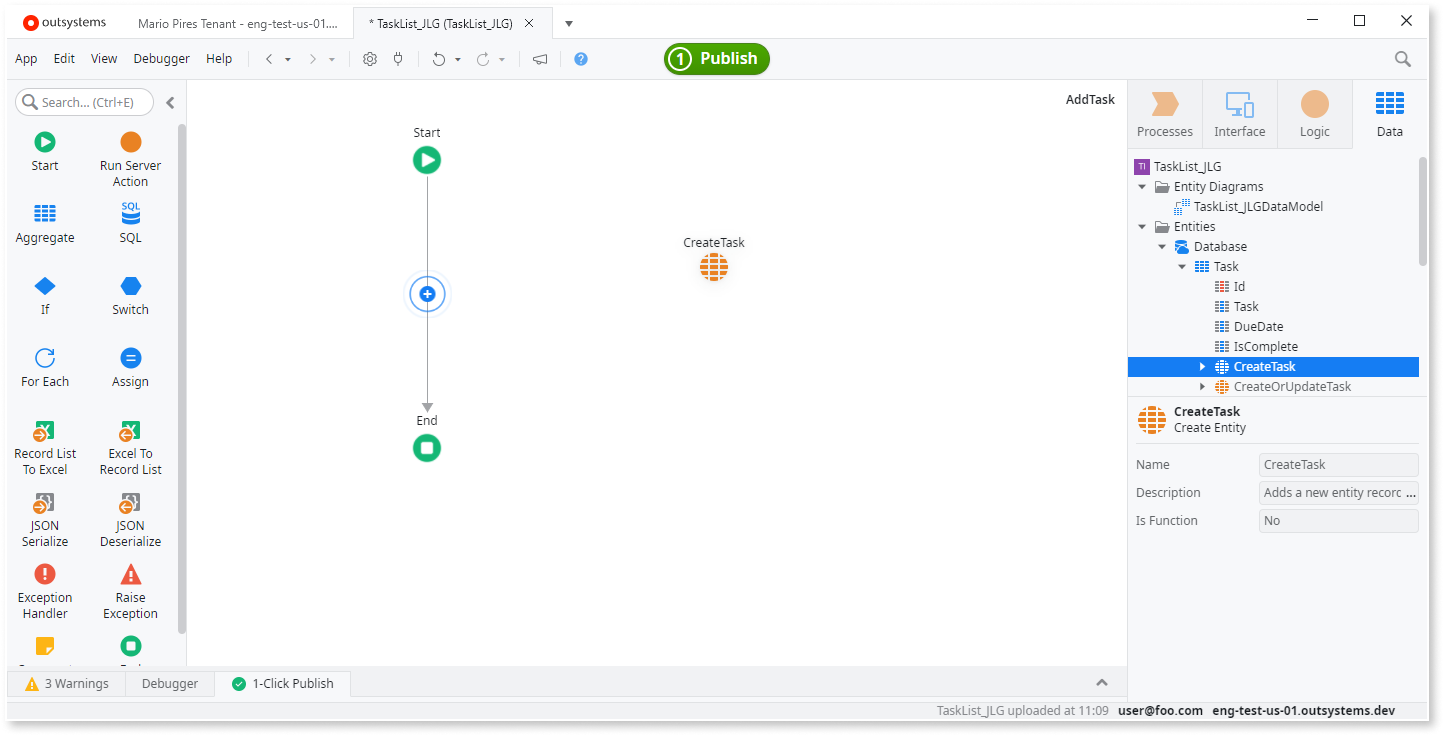 outsystems
Mario Pires Tenant - eng-test-us-01....
* TaskList_JLG (TaskList_JLG)
App Edit View Debugger Help
1 Publish
Search... (Ctrl+E)
Start
Run Server
Action
Aggregate
SQL
SQL
If
Switch
For Each
Assign
Record List
To Excel
Excel To
Record List
JSON
Serialize
JSON
Deserialize
Exception
Handler
Raise
Exception
AddTask
Start
CreateTask
End
Processes
Interface
Logic
Data
TI TaskList_JLG
Entity Diagrams
TaskList_JLGDataModel
Entities
Database
Task
Id
Task
DueDate
IsComplete
CreateTask
CreateOrUpdateTask
CreateTask
Create Entity
Name CreateTask
Description Adds a new entity record ...
Is Function No
3 Warnings
Debugger
1-Click Publish
TaskList_JLG uploaded at 11:09 user@foo.com eng-test-us-01.outsystems.dev